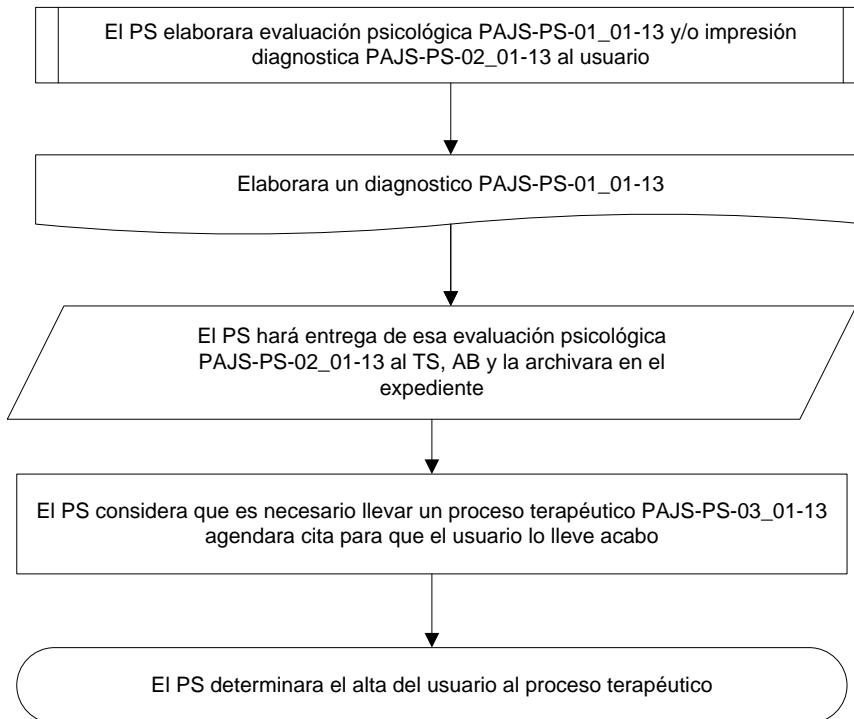 El PS elaborara evaluación psicológica PAJS-PS-01_01-13 y/o impresión
diagnostica PAJS-PS-02_01-13 al usuario
Elaborara un diagnostico PAJS-PS-01_01-13
El PS hará entrega de esa evaluación psicológica
PAJS-PS-02_01-13 al TS, AB y la archivara en el
expediente
El PS considera que es necesario llevar un proceso terapéutico PAJS-PS-03_01-13
agendara cita para que el usuario lo lleve acabo
El PS determinara el alta del usuario al proceso terapéutico